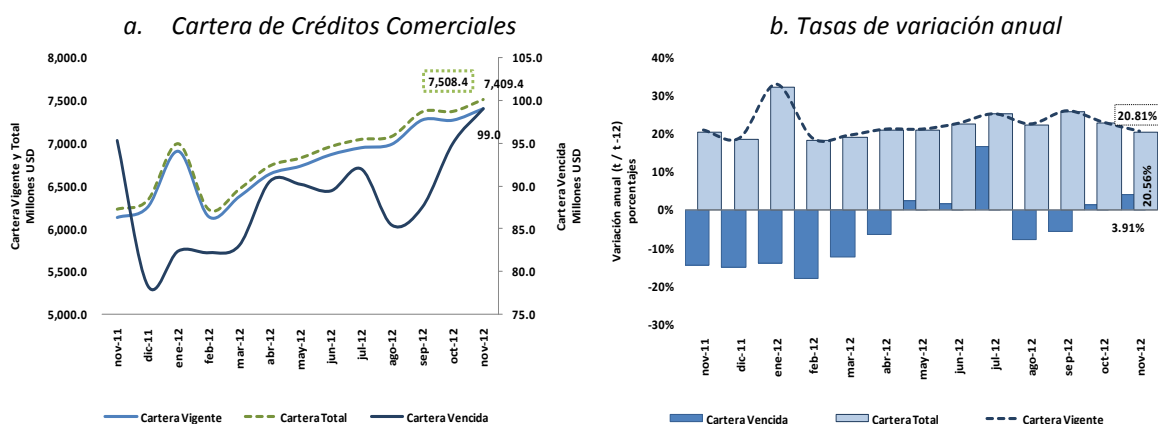 a. Cartera de Créditos Comerciales
8,000.0
7,500.0
7,000.0
6,500.0
6,000.0
5,500.0
5,000.0
Cartera Vigente y Total
Millones USD
105.0
100.0
95.0
90.0
85.0
80.0
75.0
Cartera Vencida
Millones USD
7,508.4
7,409.4
99.0
nov-11
dic-11
ene-12
feb-12
mar-12
abr-12
may-12
jun-12
jul-12
ago-12
sep-12
oct-12
nov-12
Cartera Vigente
Cartera Total
Cartera Vencida
b. Tasas de variación anual
40%
30%
20%
10%
0%
-10%
-20%
-30%
Variación anual (t / t -12)
porcentajes
20.81%
20.56%
3.91%
nov-11
dic-11
ene-12
feb-12
mar-12
abr-12
may-12
jun-12
jul-12
ago-12
sep-12
oct-12
nov-12
Cartera Vencida
Cartera Total
Cartera Vigente